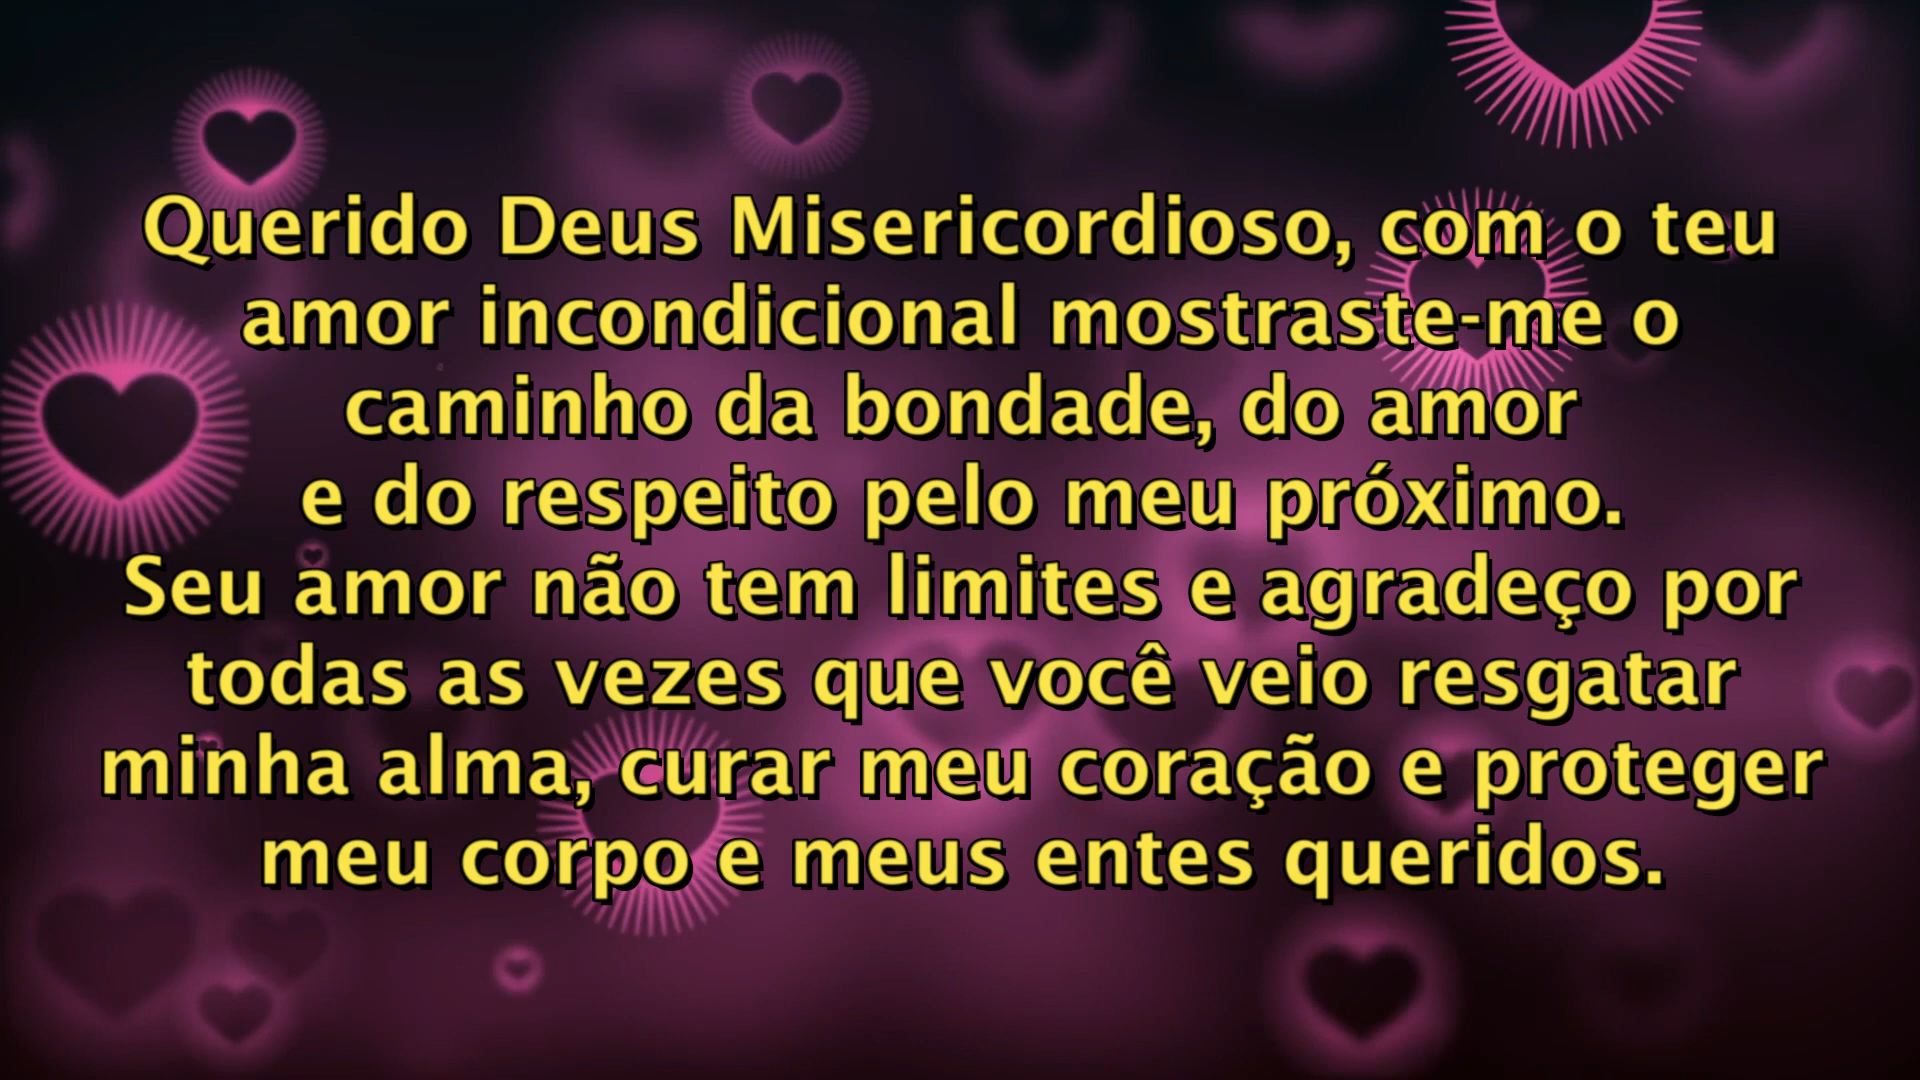 Querido Deus Misericordioso, com o teu
amor incondicional mostraste-me o
caminho da bondade, do amor
e do respeito pelo meu próximo.
Seu amor não tem limites e agradeço por
todas as vezes que você veio resgatar
minha alma, curar meu coração e proteger
meu corpo e meus entes queridos.